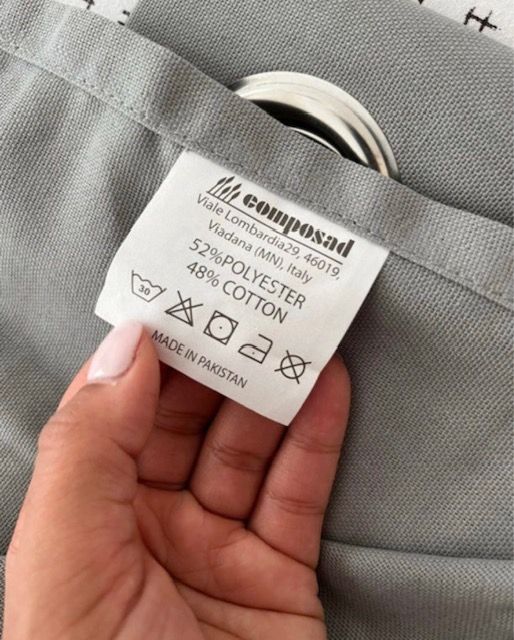 composad
Viale Lombardia29, 46019,
Viadana (MN), Italy
52%POLYESTER
48% COTTON
30
MADE IN PAKISTAN